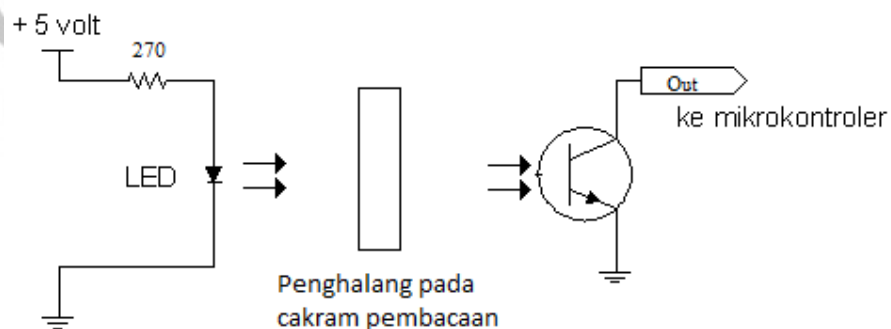 + 5 volt
270
Out
ke mikrokontroler
LED
Penghalang pada
cakram pembacaan